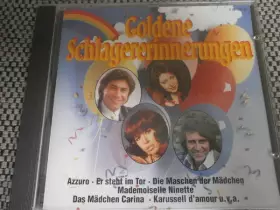 Goldene
Schlagererinnerungen
Azzuro - Er steht im Tor - Die Maschen der Mädchen
Mademoiselle Ninette
Das Mädchen Carina - Karussell d'amour u.v.a.